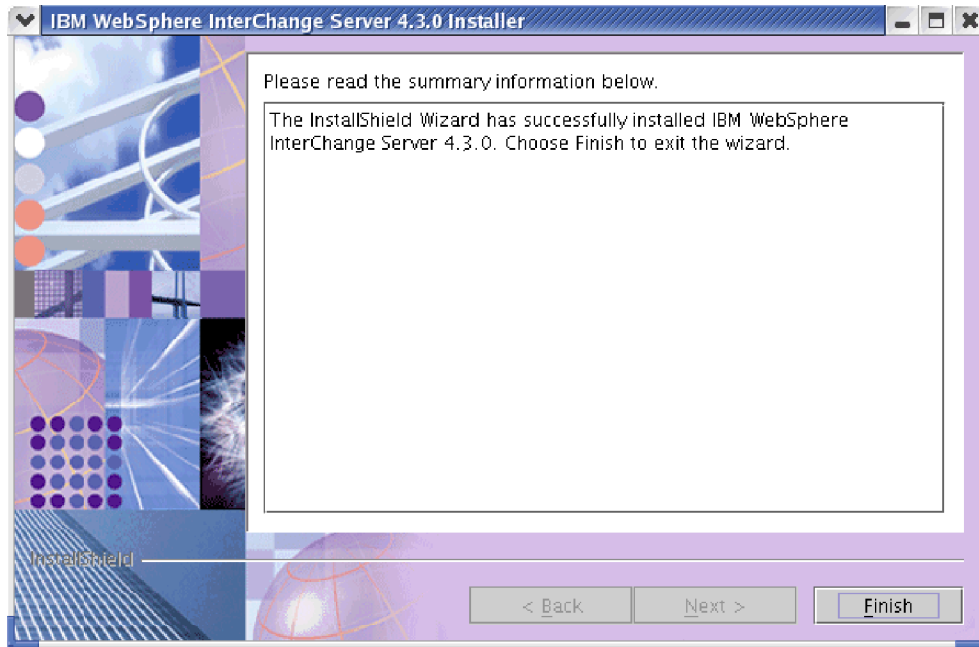 IBM WebSphere InterChange Server 4.3.0 Installer
Please read the summary information below.
The InstallShield Wizard has successfully installed IBM WebSphere
InterChange Server 4.3.0. Choose Finish to exit the wizard.
InstallShield
< Back
Next >
Finish